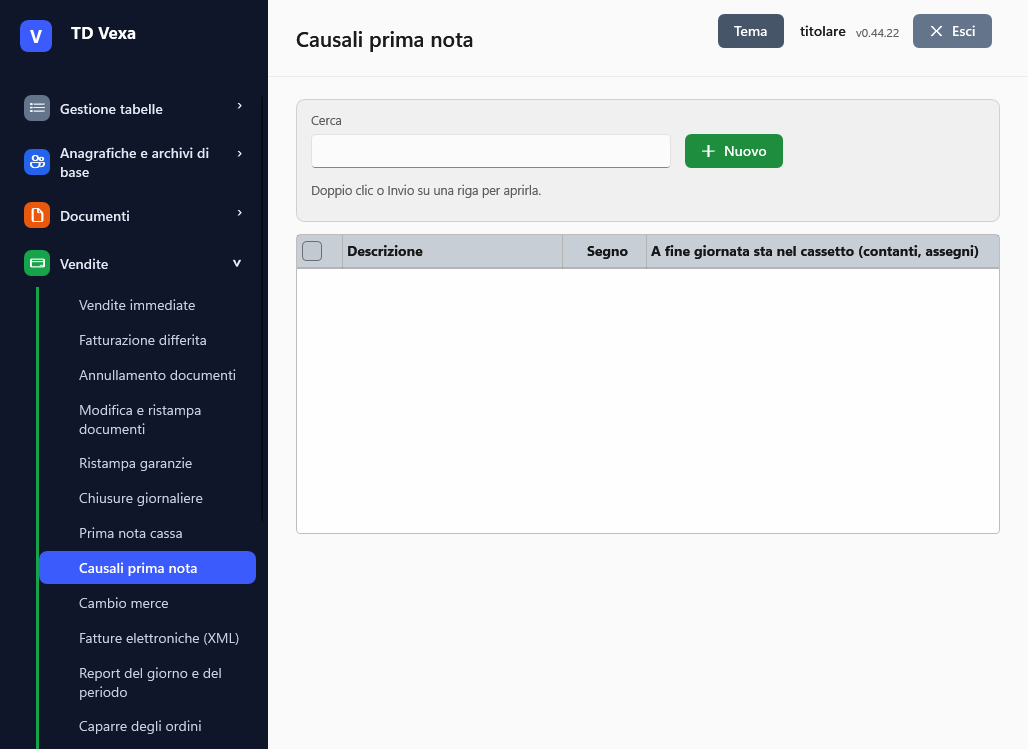 V
TD Vexa
Gestione tabelle
Anagrafiche e archivi di
base
Documenti
Vendite
Vendite immediate
Fatturazione differita
Annullamento documenti
Modifica e ristampa
documenti
Ristampa garanzie
Chiusure giornaliere
Prima nota cassa
Causali prima nota
Cambio merce
Fatture elettroniche (XML)
Report del giorno e del
periodo
Caparre degli ordini
Causali prima nota
Tema
titolare
v0.44.22
Esci
Cerca
Nuovo
Doppio clic o Invio su una riga per aprirla.
Descrizione
Segno
A fine giornata sta nel cassetto (contanti, assegni)